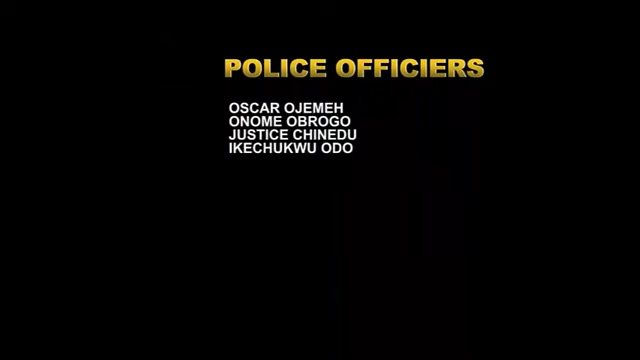 POLICE OFFICIERS
OSCAR OJEMEH
ONOME OBROGO
JUSTICE CHINEDU
IKECHUKWU ODO